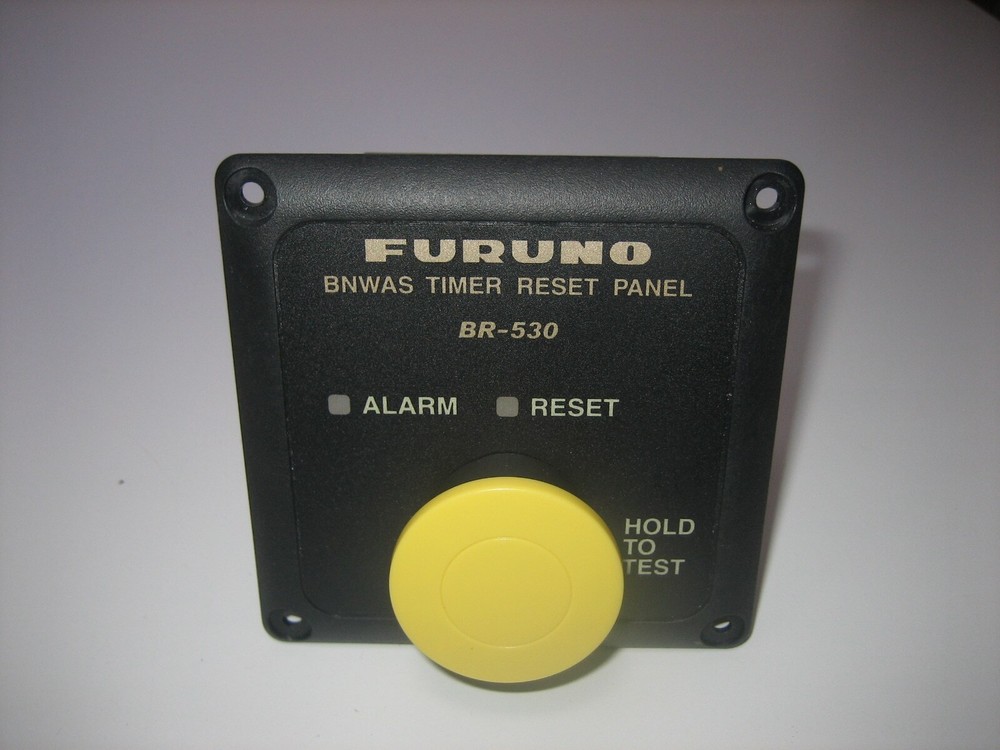 FURUNO
BNWAS TIMER RESET PANEL
BR-530
ALARM RESET
HOLD
TO
TEST